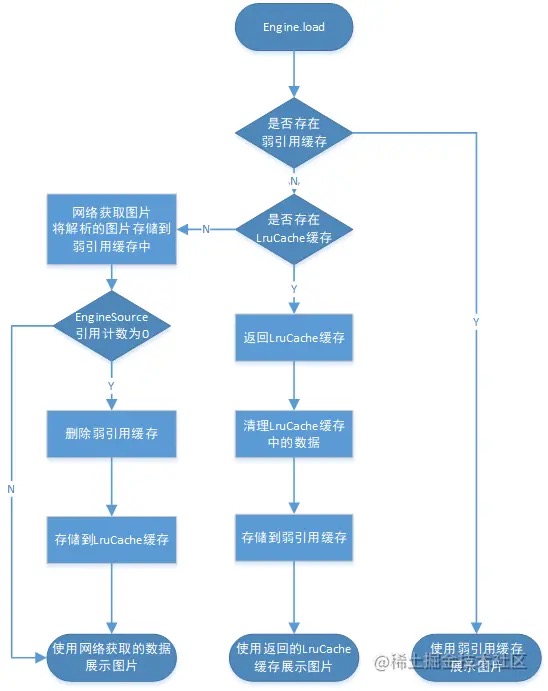 Engine.load
是否存在
弱引用缓存
N
Y
是否存在
LruCache缓存
N
Y
网络获取图片
将解析的图片存储到
弱引用缓存中
EngineSource
引用计数为0
Y
N
返回LruCache缓存
删除弱引用缓存
清理LruCache缓存
中的数据
存储到LruCache缓存
存储到弱引用缓存
使用网络获取的数据
展示图片
使用返回的LruCache
缓存展示图片
使用弱引用缓存
展示图片
@稀土掘金技术社区